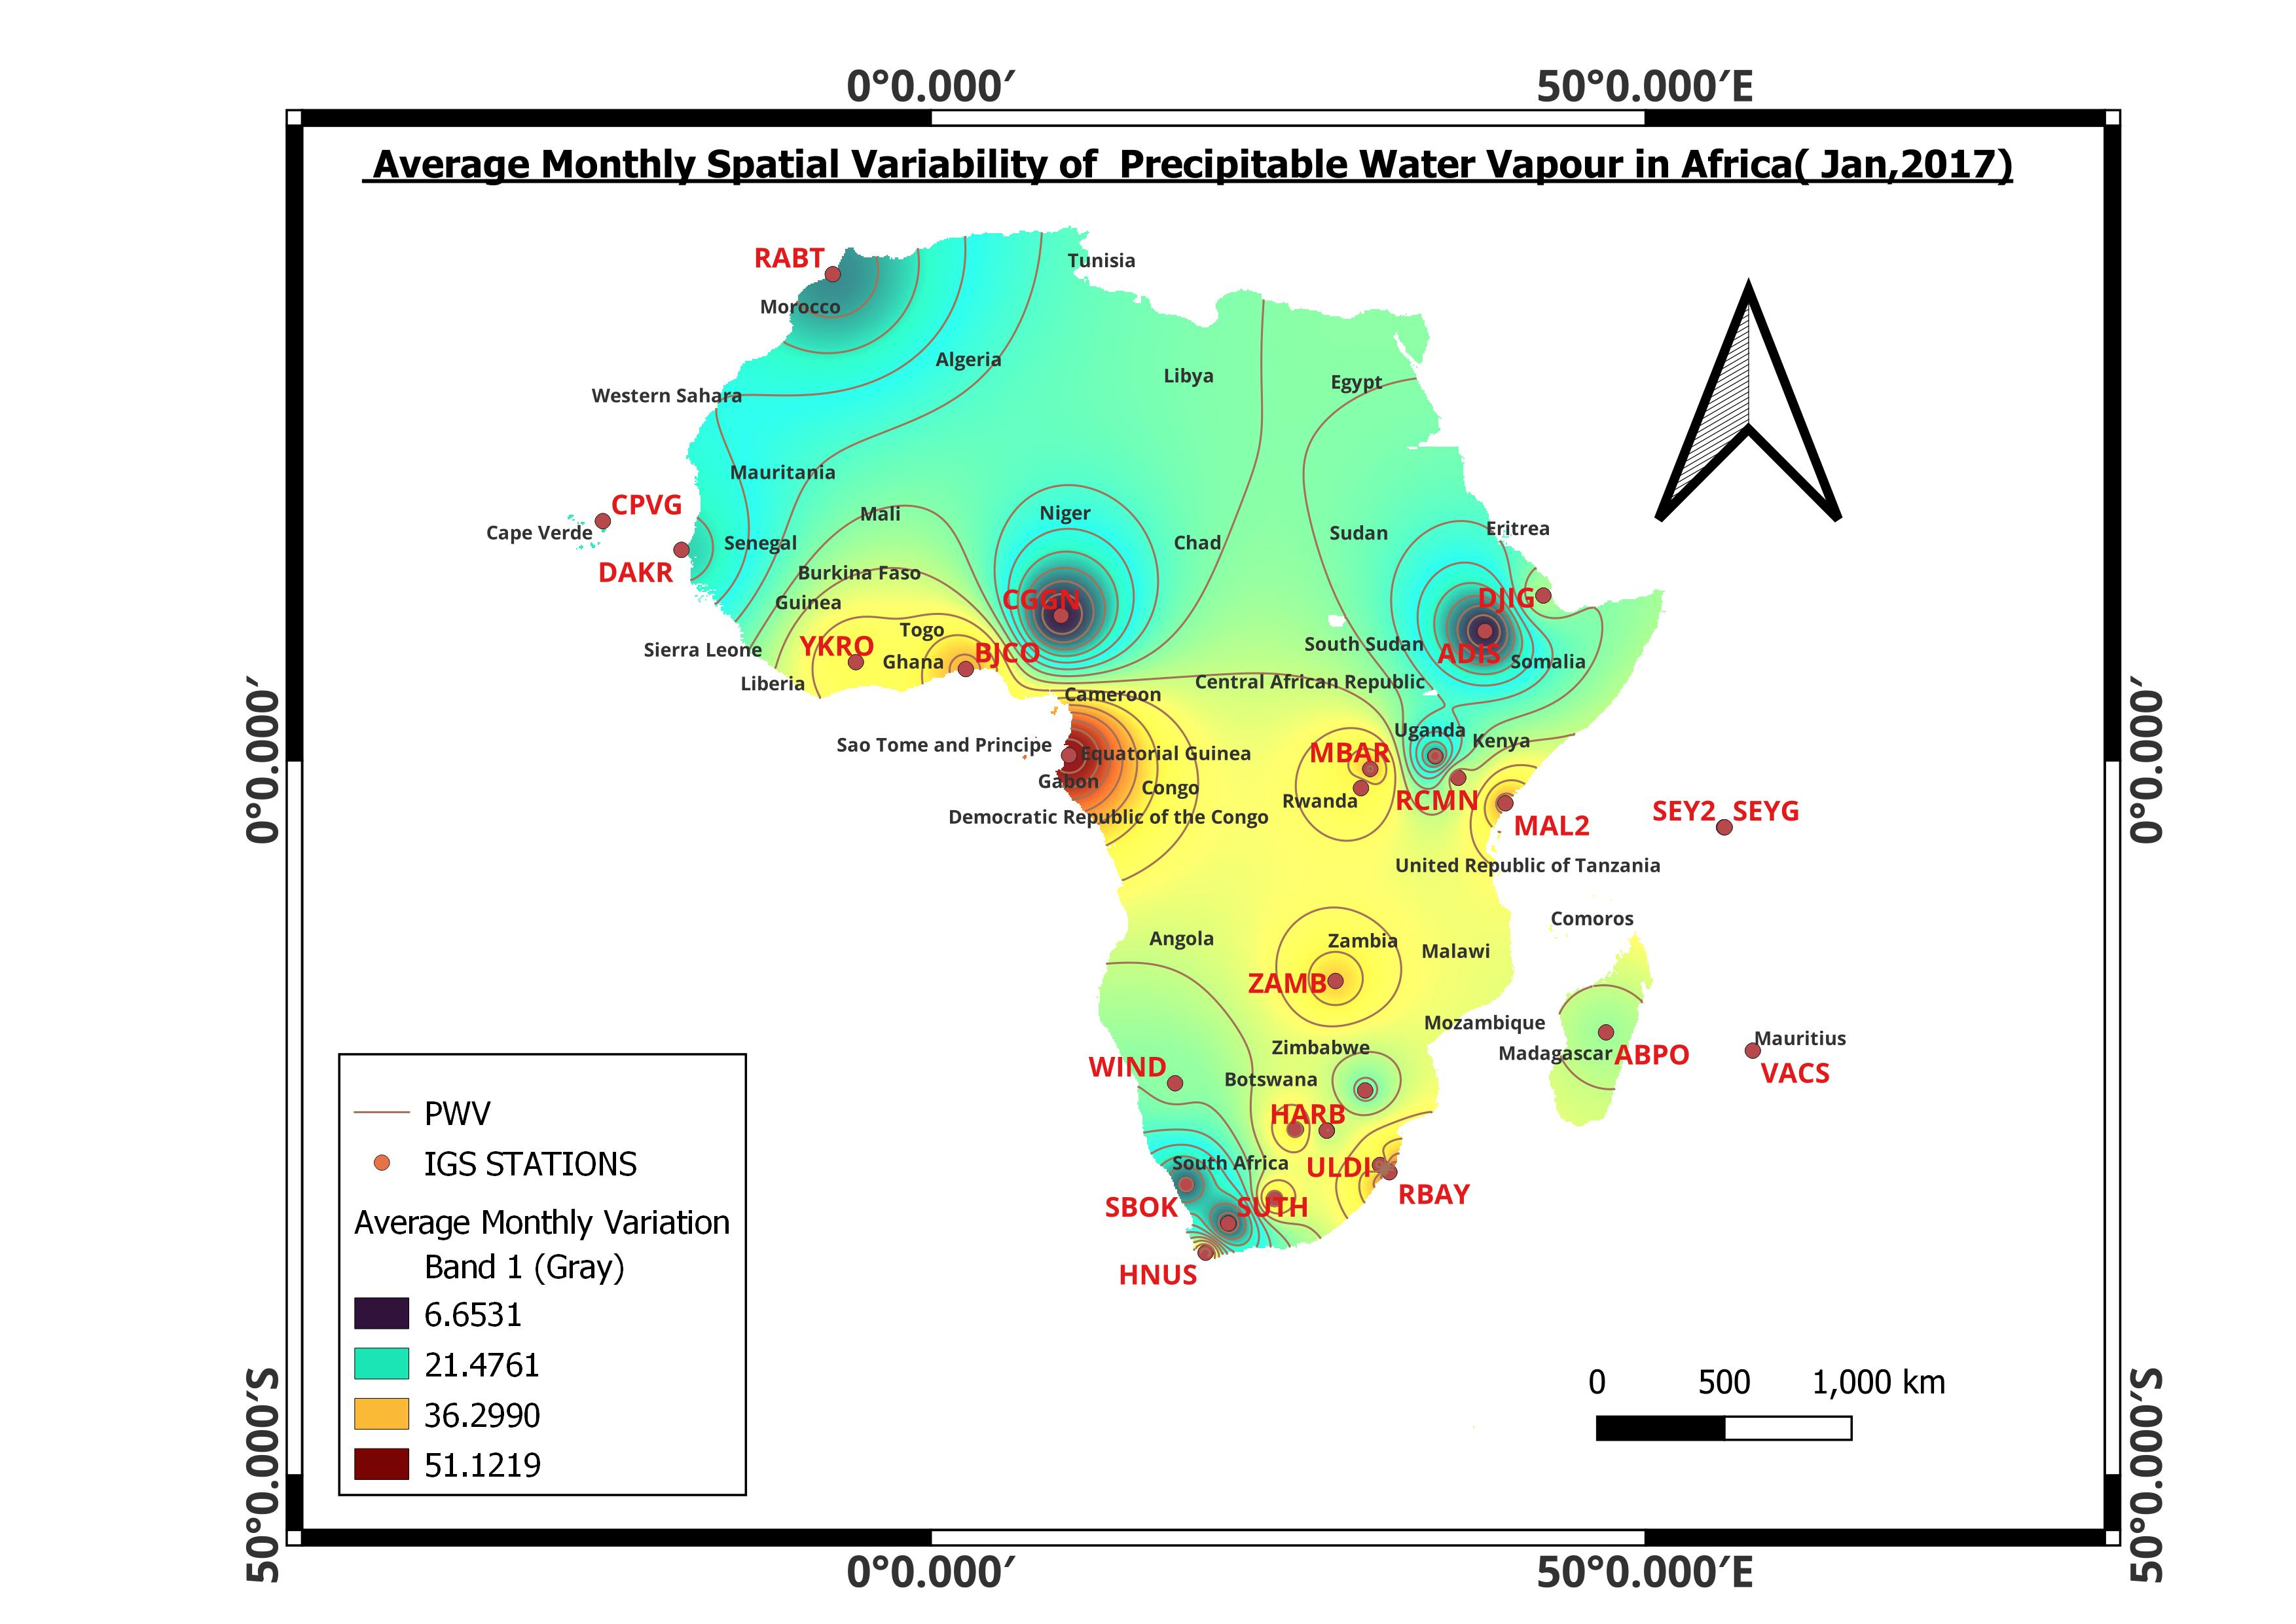 0°0.000′ 50°0.000′E
Average Monthly Spatial Variability of  Precipitable Water Vapour in Africa( Jan,2017)
RABT
Tunisia
Morocco
Algeria
Libya
Egypt
Western Sahara
Mauritania
CPVG
Mali
Niger
Cape Verde
Senegal
Chad
Sudan
Eritrea
DAKR
Burkina Faso
Guinea
CGGN
DJIG
Togo
YKRO
Sierra Leone
Ghana
BJCO
South Sudan
ADIS
Somalia
Liberia
Central African Republic
Cameroon
0°0.000′
0°0.000′
Uganda
Sao Tome and Principe
Equatorial Guinea
MBAR
Kenya
Gabon
Congo
Rwanda
RCMN
Democratic Republic of the Congo
MAL2
SEY2
SEYG
United Republic of Tanzania
Comoros
Angola
Zambia
Malawi
ZAMB
Mozambique
Mauritius
Zimbabwe
Madagascar
ABPO
WIND
VACS
Botswana
HARB
South Africa
ULDI
RBAY
SBOK
SUTH
HNUS
PWV
IGS STATIONS
Average Monthly Variation
Band 1 (Gray)
6.6531
21.4761
36.2990
51.1219
0 500 1,000 km
50°0.000′S
50°0.000′S
0°0.000′ 50°0.000′E